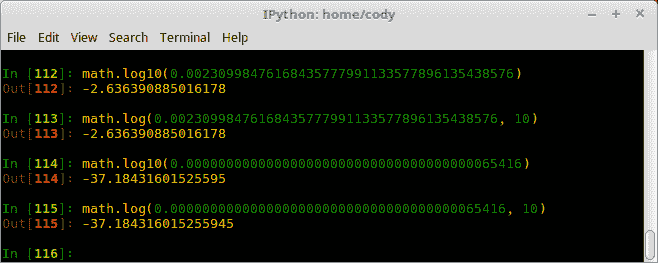 IPython: home/cody
File Edit View Search Terminal Help
In [112]: math.log10(0.00230998476168435777991133577896135438576)
Out[112]: -2.636390885016178
In [113]: math.log(0.00230998476168435777991133577896135438576, 10)
Out[113]: -2.636390885016178
In [114]: math.log10(0.000000000000000000000000000000000000065416)
Out[114]: -37.18431601525595
In [115]: math.log(0.000000000000000000000000000000000000065416, 10)
Out[115]: -37.184316015255945
In [116]: